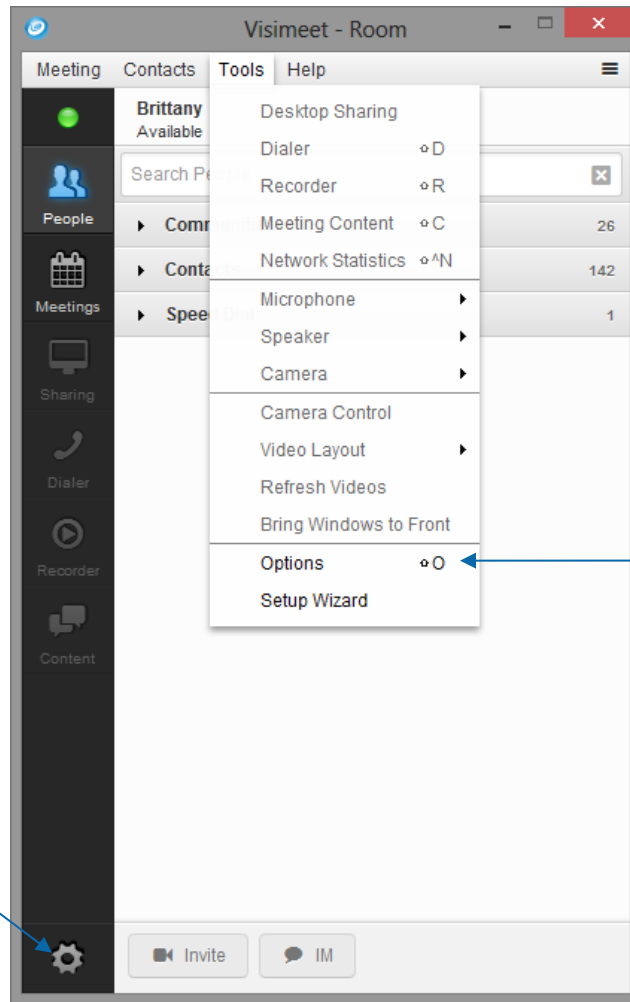 Visimeet - Room
Meeting Contacts Tools Help
Brittany
Available
Search Pe
People
Meetings
Sharing
Dialer
Recorder
Content
Comm 26
Conta 142
Speed Dial 1
Desktop Sharing
Dialer ⇧D
Recorder ⇧R
Meeting Content ⇧C
Network Statistics ⇧^N
Microphone
Speaker
Camera
Camera Control
Video Layout
Refresh Videos
Bring Windows to Front
Options ⇧O
Setup Wizard
Invite IM